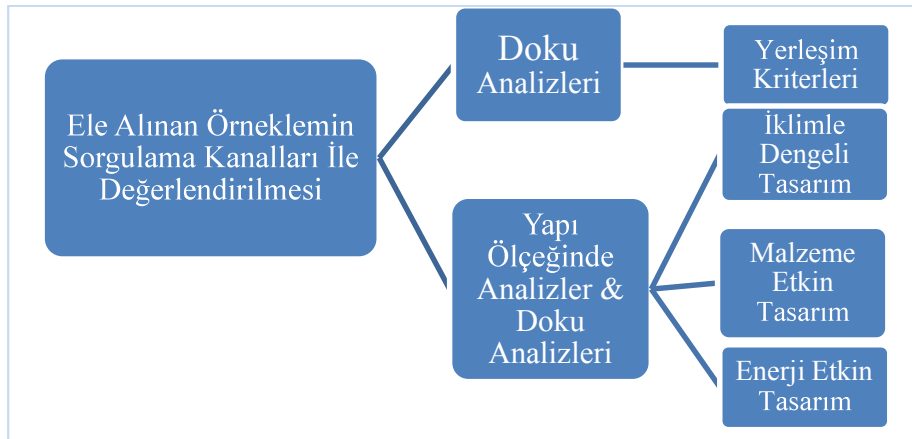 Ele Alınan Örneklemin
Sorgulama Kanalları İle
Değerlendirilmesi
Doku
Analizleri
Yerleşim
Kriterleri
Yapı
Ölçeğinde
Analizler &
Doku
Analizleri
İklimle
Dengeli
Tasarım
Malzeme
Etkin
Tasarım
Enerji Etkin
Tasarım